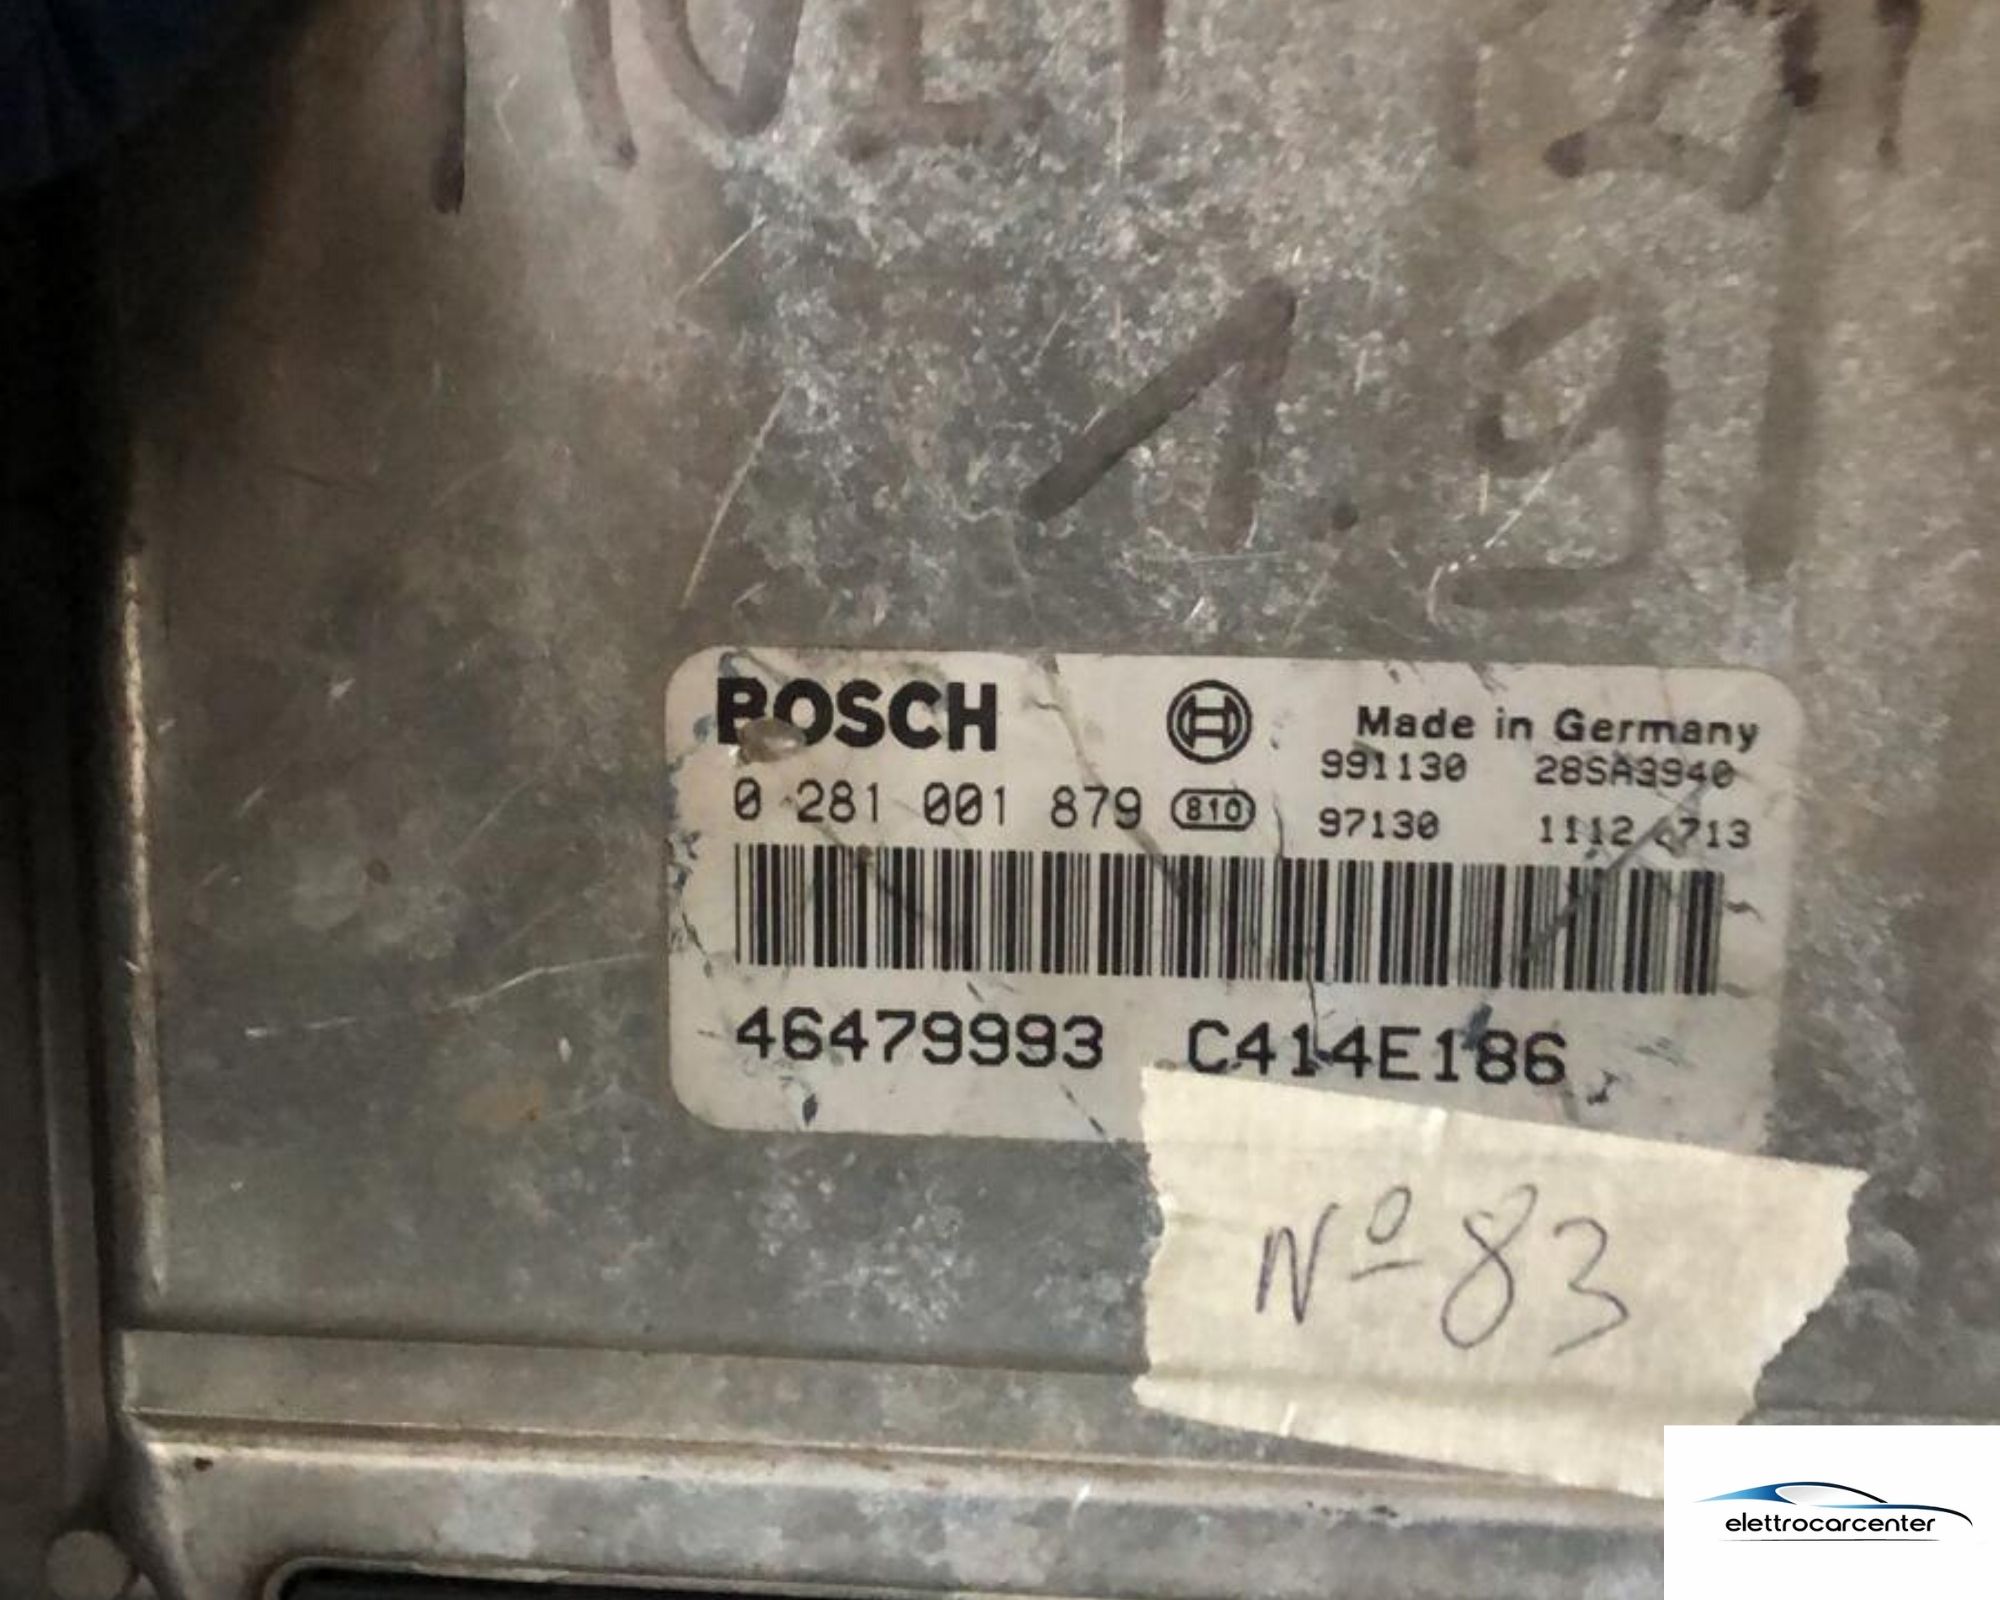 1.9
BOSCH
Made in Germany
991130 28SA3940
0 281 001 879 810
97130 1112 713
46479993 C414E186
Nº 83
elettrocarcenter